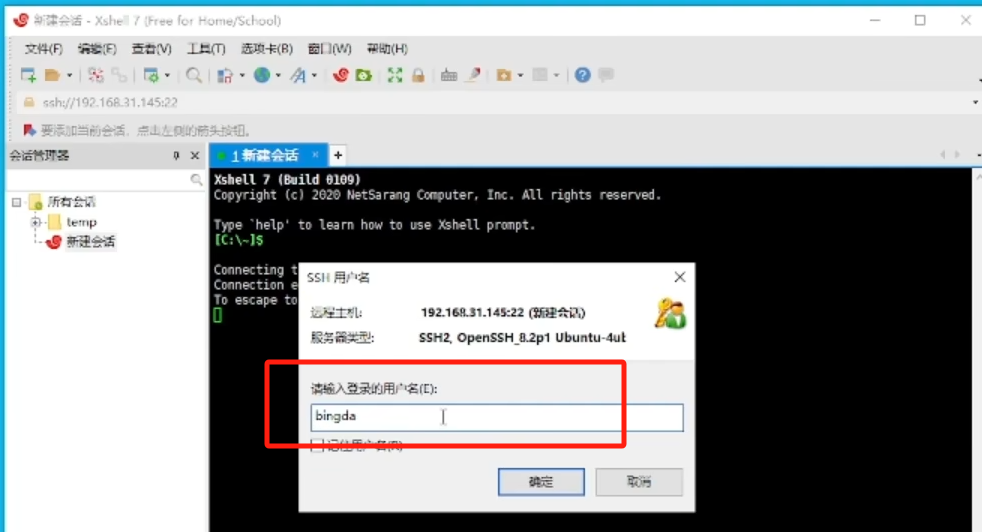 新建会话 - Xshell 7 (Free for Home/School)
文件(F) 编辑(E) 查看(V) 工具(T) 选项卡(B) 窗口(W) 帮助(H)
ssh://192.168.31.145:22
要添加当前会话，点击左侧的箭头按钮。
会话管理器
1 新建会话
所有会话
temp
新建会话
Xshell 7 (Build 0109)
Copyright (c) 2020 NetSarang Computer, Inc. All rights reserved.
Type `help' to learn how to use Xshell prompt.
[C:\~]$
Connecting t
Connection e
To escape to
SSH 用户名
远程主机: 192.168.31.145:22 (新建会话)
服务器类型: SSH2, OpenSSH_8.2p1 Ubuntu-4ub
请输入登录的用户名(E):
bingda
记住用户名(R)
确定 取消